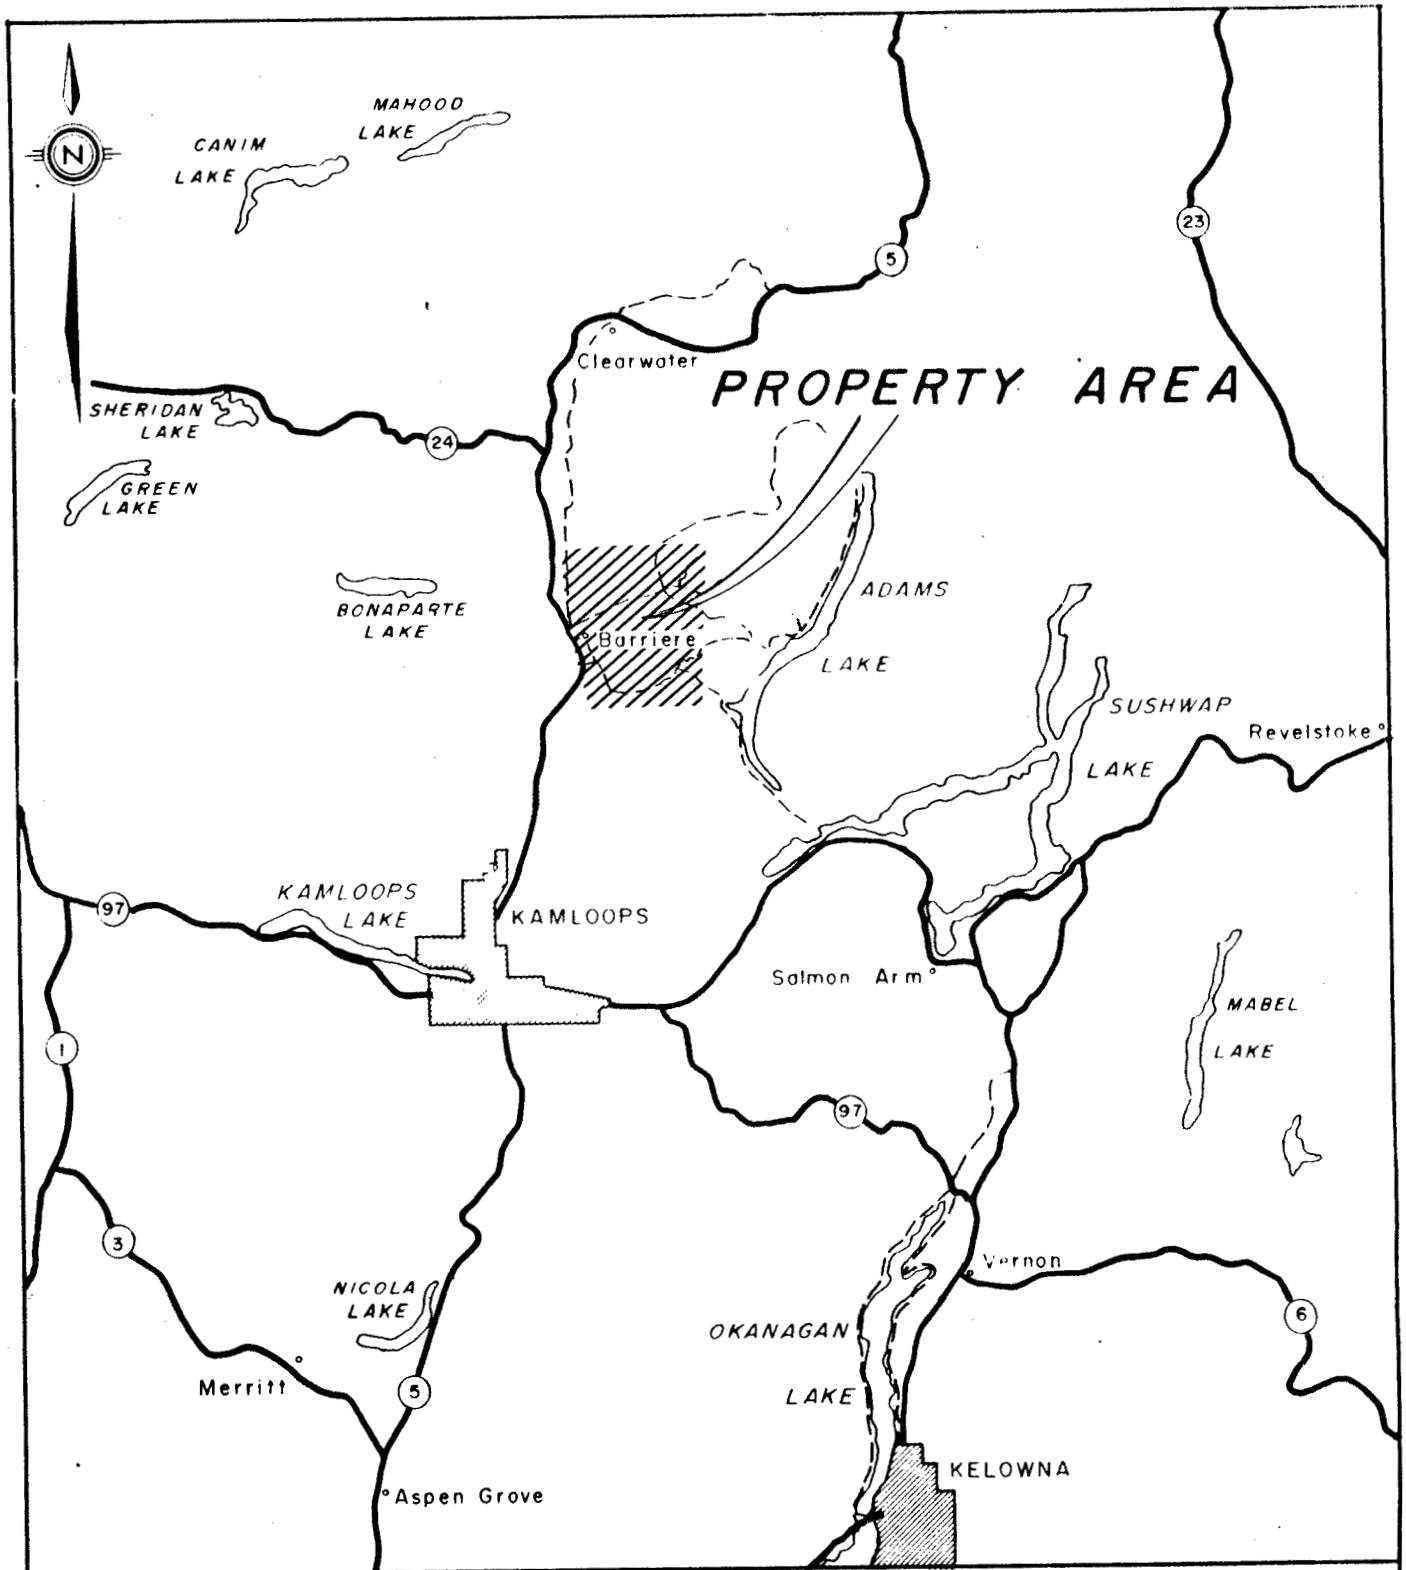 MAHOOD
LAKE
CANIM
LAKE
N
23
5
Clearwater
PROPERTY AREA
SHERIDAN
LAKE
24
GREEN
LAKE
ADAMS
LAKE
BONAPARTE
LAKE
Barriere
SUSHWAP
LAKE
Revelstoke
KAMLOOPS
LAKE
KAMLOOPS
97
Salmon Arm
MABEL
LAKE
1
97
3
Vernon
NICOLA
LAKE
6
OKANAGAN
LAKE
Merritt
5
KELOWNA
Aspen Grove